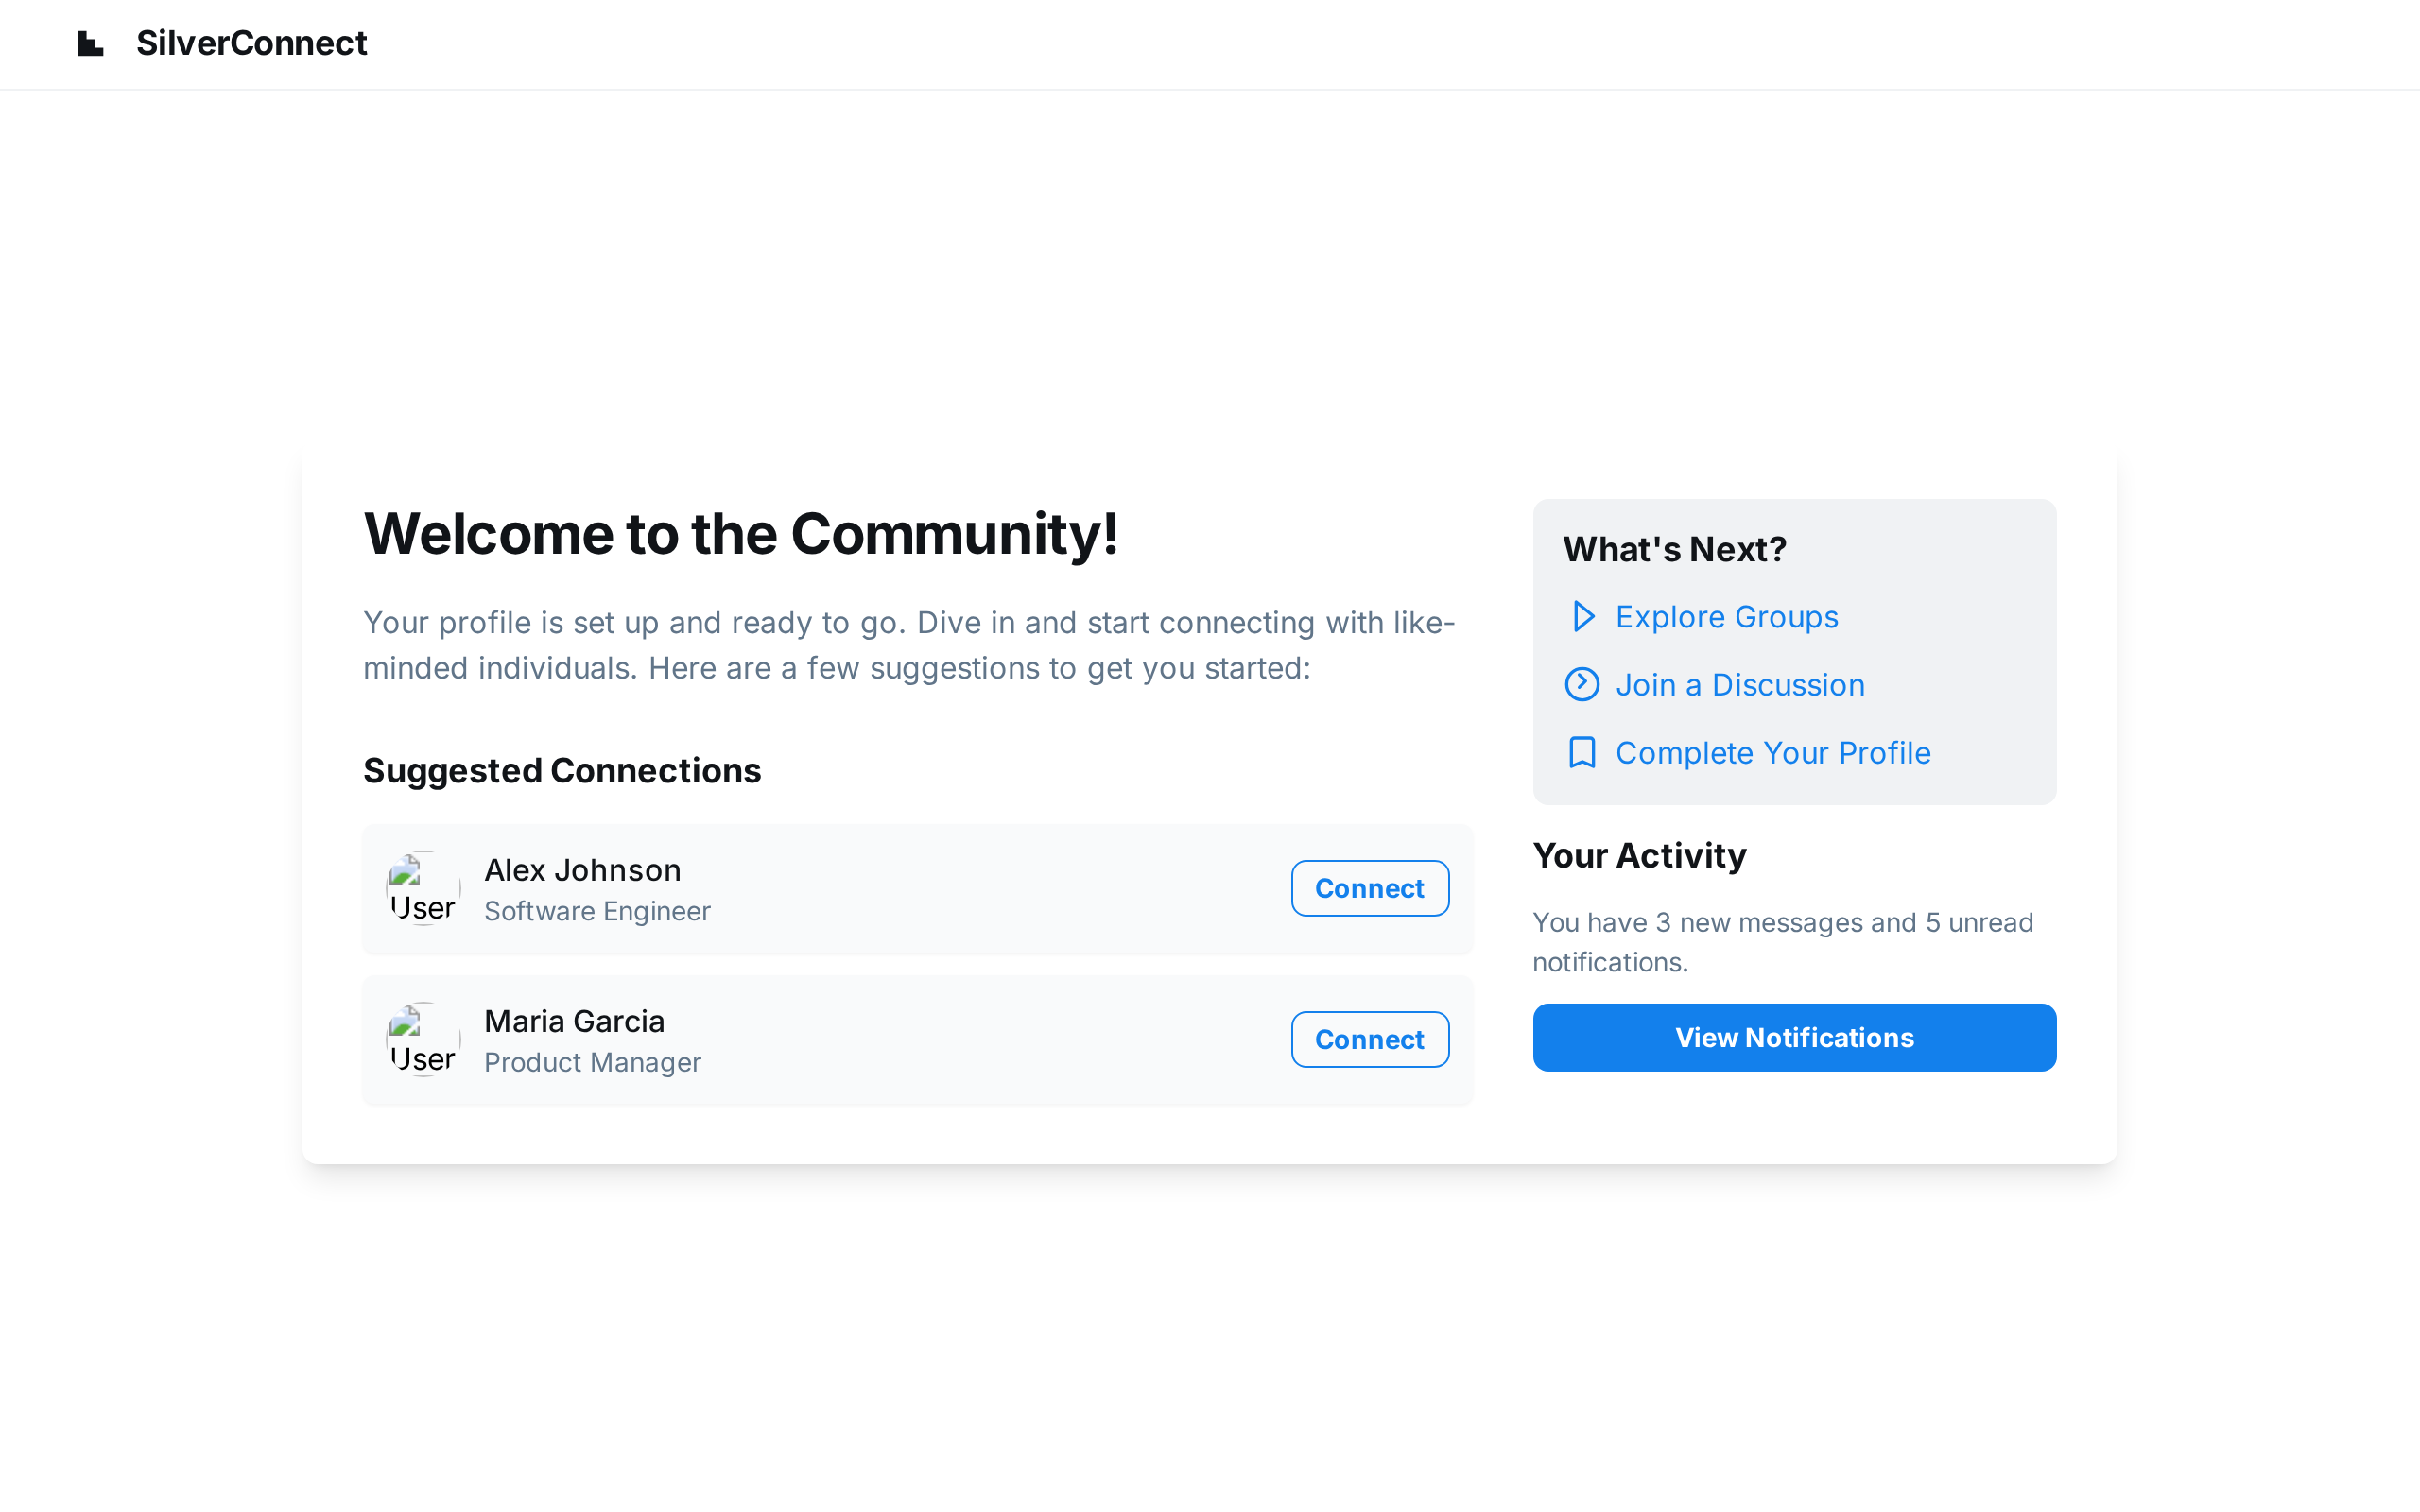 SilverConnect
Welcome to the Community!
Your profile is set up and ready to go. Dive in and start connecting with like-
minded individuals. Here are a few suggestions to get you started:
Suggested Connections
User
Alex Johnson
Software Engineer
Connect
User
Maria Garcia
Product Manager
Connect
What's Next?
Explore Groups
Join a Discussion
Complete Your Profile
Your Activity
You have 3 new messages and 5 unread
notifications.
View Notifications